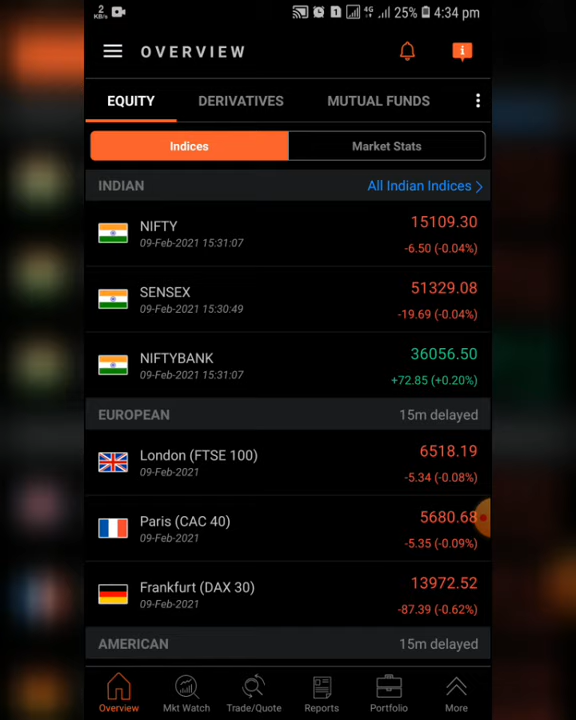 2 KB/s 1 4G 25% 4:34 pm
OVERVIEW
EQUITY DERIVATIVES MUTUAL FUNDS
Indices Market Stats
INDIAN All Indian Indices >
NIFTY 15109.30
09-Feb-2021 15:31:07 -6.50 (-0.04%)
SENSEX 51329.08
09-Feb-2021 15:30:49 -19.69 (-0.04%)
NIFTYBANK 36056.50
09-Feb-2021 15:31:07 +72.85 (+0.20%)
EUROPEAN 15m delayed
London (FTSE 100) 6518.19
09-Feb-2021 -5.34 (-0.08%)
Paris (CAC 40) 5680.68
09-Feb-2021 -5.35 (-0.09%)
Frankfurt (DAX 30) 13972.52
09-Feb-2021 -87.39 (-0.62%)
AMERICAN 15m delayed
Overview Mkt Watch Trade/Quote Reports Portfolio More